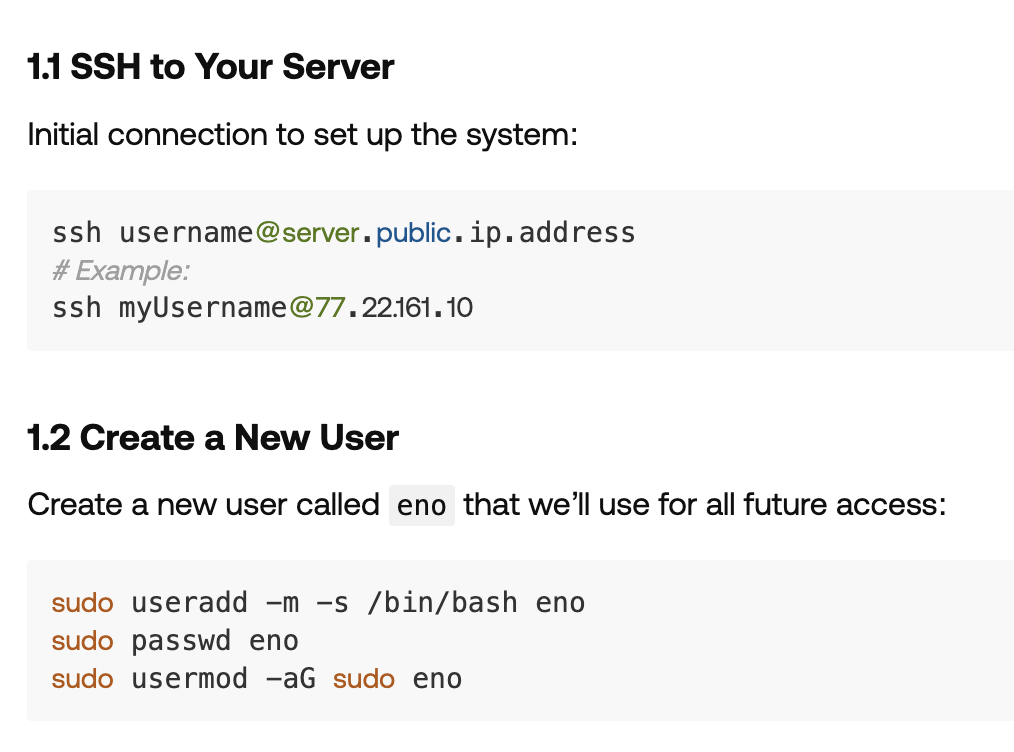 1.1 SSH to Your Server
Initial connection to set up the system:
ssh username@server.public.ip.address
# Example:
ssh myUsername@77.22.161.10
1.2 Create a New User
Create a new user called eno that we’ll use for all future access:
sudo useradd -m -s /bin/bash eno
sudo passwd eno
sudo usermod -aG sudo eno